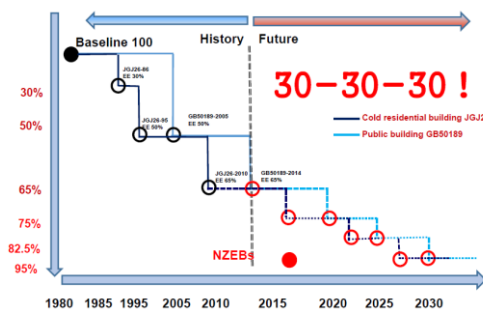 Baseline 100
History
Future
30-30-30 !
JGJ26-86
EE 30%
JGJ26-95
EE 50%
GB50189-2005
EE 50%
JGJ26-2010
EE 65%
GB50189-2014
EE 65%
Cold residential building JGJ2
Public building GB50189
30%
50%
65%
75%
82.5%
95%
NZEBs
1980
1985
1995
2005
2010
2015
2020
2025
2030